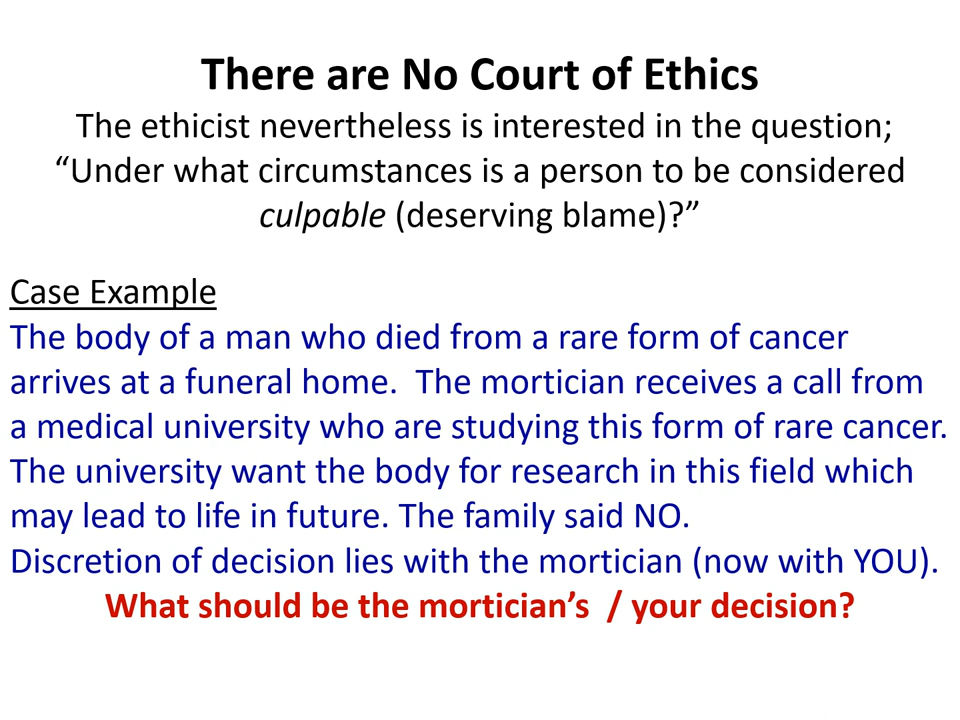 There are No Court of Ethics
The ethicist nevertheless is interested in the question;
“Under what circumstances is a person to be considered
culpable (deserving blame)?”
Case Example
The body of a man who died from a rare form of cancer
arrives at a funeral home.  The mortician receives a call from
a medical university who are studying this form of rare cancer.
The university want the body for research in this field which
may lead to life in future. The family said NO.
Discretion of decision lies with the mortician (now with YOU).
What should be the mortician’s  / your decision?